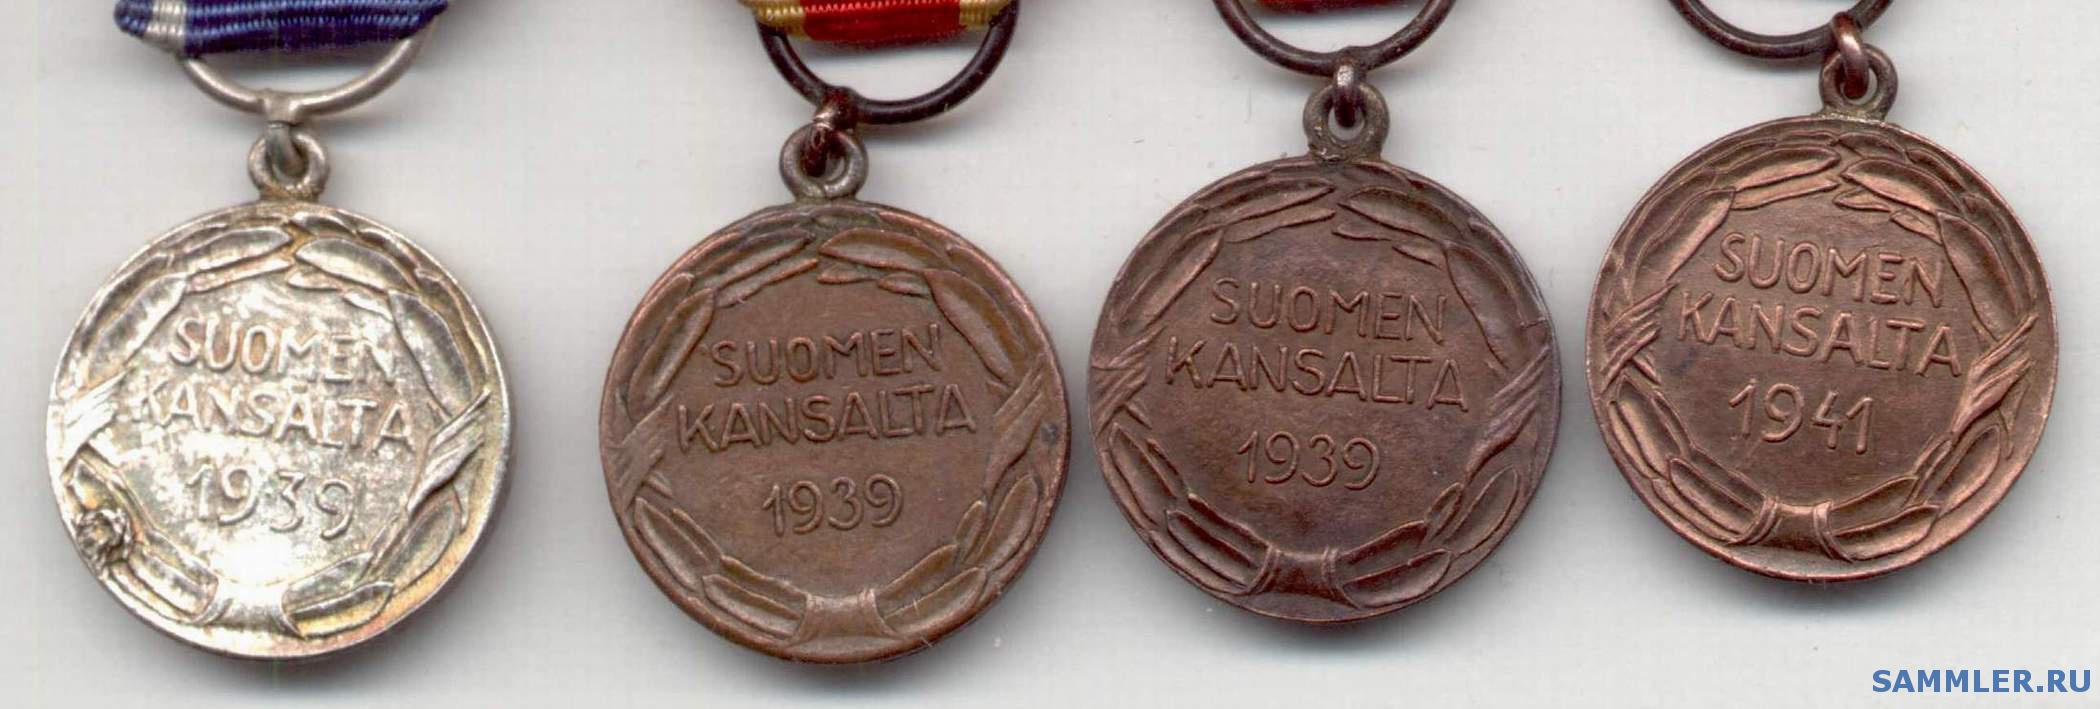 SUOMEN
KANSALTA
1939
SUOMEN
KANSALTA
1939
SUOMEN
KANSALTA
1939
SUOMEN
KANSALTA
1941
SAMMLER.RU